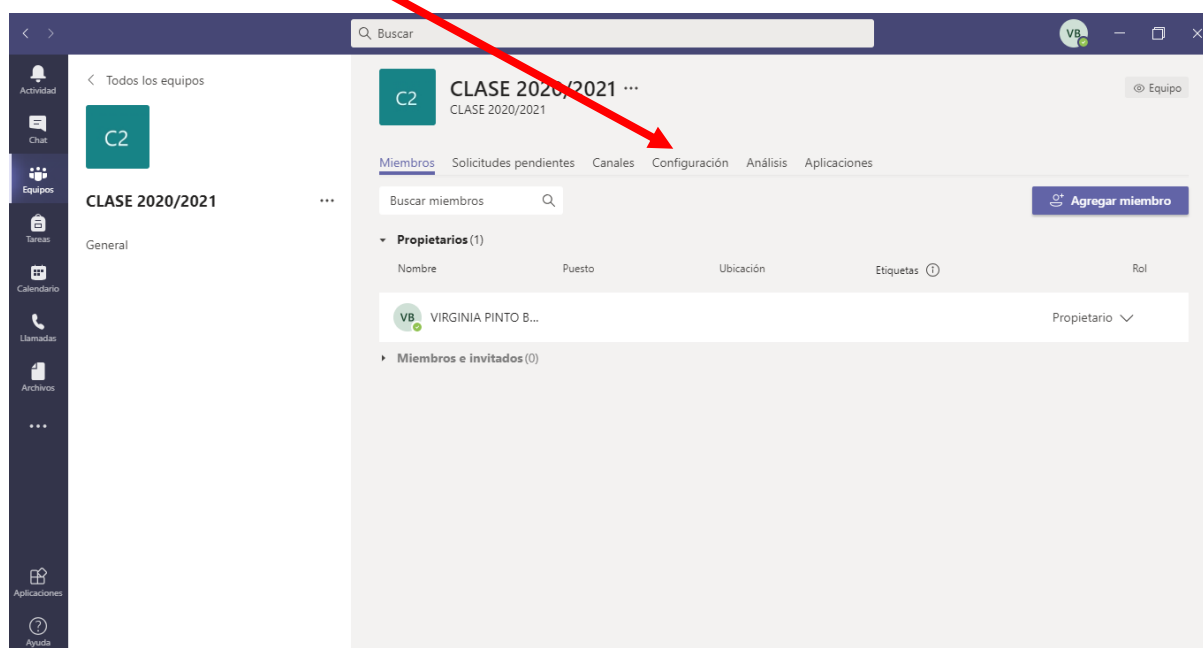 Buscar
VB
Actividad
Chat
Equipos
Tareas
Calendario
Llamadas
Archivos
Aplicaciones
Ayuda
Todos los equipos
C2
CLASE 2020/2021 ...
General
C2
CLASE 2020/2021 ...
CLASE 2020/2021
Equipo
Miembros Solicitudes pendientes Canales Configuración Análisis Aplicaciones
Buscar miembros
Agregar miembro
Propietarios (1)
Nombre Puesto Ubicación Etiquetas Rol
VB VIRGINIA PINTO B... Propietario
Miembros e invitados (0)